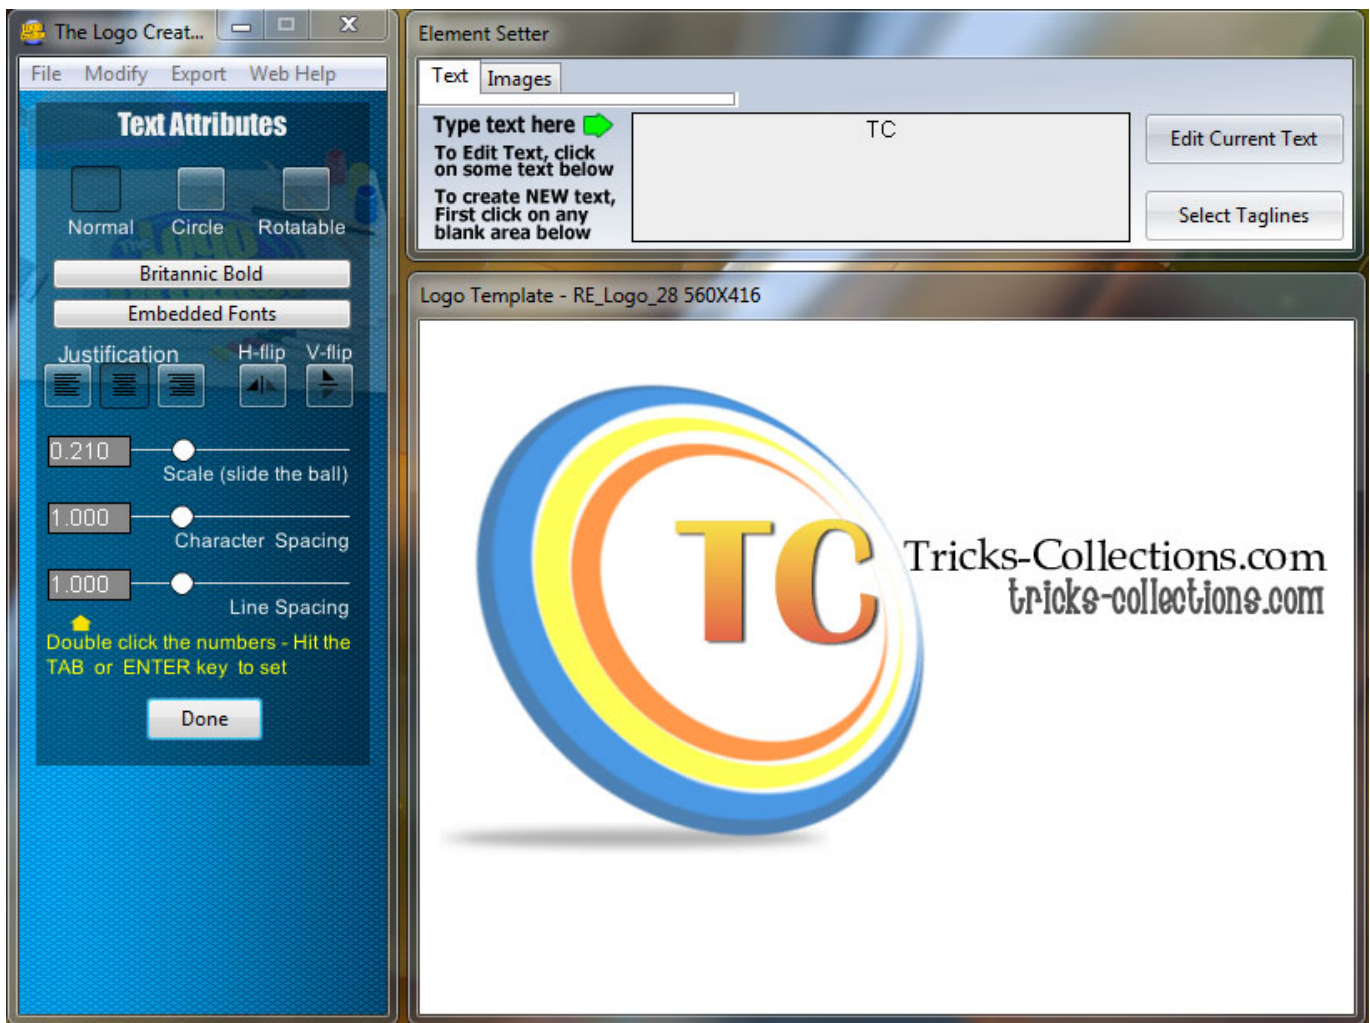 The Logo Creat...
File Modify Export Web Help
Text Attributes
Normal Circle Rotatable
Britannic Bold
Embedded Fonts
Justification H-flip V-flip
0.210
Scale (slide the ball)
1.000
Character Spacing
1.000
Line Spacing
Double click the numbers - Hit the
TAB or ENTER key to set
Done
Element Setter
Text Images
Type text here
To Edit Text, click
on some text below
To create NEW text,
First click on any
blank area below
TC
Edit Current Text
Select Taglines
Logo Template - RE_Logo_28 560X416
TC
Tricks-Collections.com
tricks-collections.com